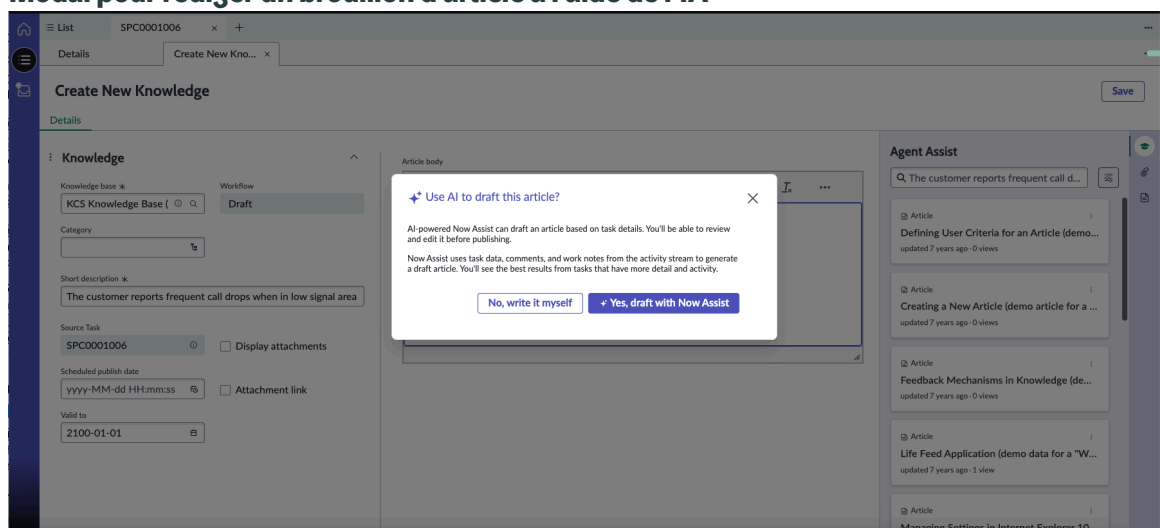 Modal pour rédiger un brouillon d'article à l'aide de l'IA
List
SPC0001006
Details
Create New Kno...
Create New Knowledge
Save
Details
Knowledge
Knowledge base *
KCS Knowledge Base (
Workflow
Draft
Category
Short description *
The customer reports frequent call drops when in low signal area
Source Task
SPC0001006
Display attachments
Scheduled publish date
yyyy-MM-dd HH:mm:ss
Attachment link
Valid to
2100-01-01
Article body
Use AI to draft this article?
AI-powered Now Assist can draft an article based on task details. You'll be able to review
and edit it before publishing.
Now Assist uses task data, comments, and work notes from the activity stream to generate
a draft article. You'll see the best results from tasks that have more detail and activity.
No, write it myself
Yes, draft with Now Assist
Agent Assist
The customer reports frequent call d...
Article
Defining User Criteria for an Article (demo...
updated 7 years ago · 0 views
Article
Creating a New Article (demo article for a ...
updated 7 years ago · 0 views
Article
Feedback Mechanisms in Knowledge (de...
updated 7 years ago · 0 views
Article
Life Feed Application (demo data for a "W...
updated 7 years ago · 1 view
Article
Managing Settings in Internet Explorer 10